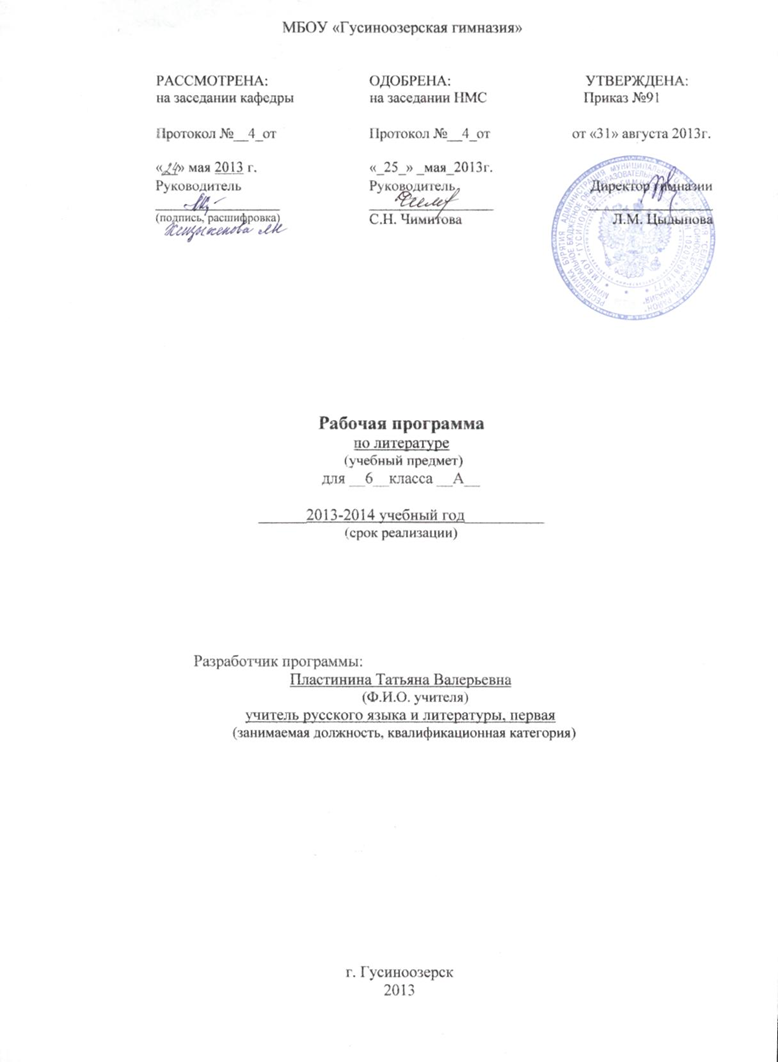 МБОУ «Гусиноозерская гимназия»
РАССМОТРЕНА:
на заседании кафедры
Протокол №__4_от
«24» мая 2013 г.
Руководитель
(подпись, расшифровка)
ОДОБРЕНА:
на заседании НМС
Протокол №__4_от
«_25_» _мая_2013г.
Руководитель
С.Н. Чимитова
УТВЕРЖДЕНА:
Приказ №91
от «31» августа 2013г.
Директор гимназии
Л.М. Цыдынова
Рабочая программа
по литературе
(учебный предмет)
для __6__класса __А__
2013-2014 учебный год
(срок реализации)
Разработчик программы:
Пластинина Татьяна Валерьевна
(Ф.И.О. учителя)
учитель русского языка и литературы, первая
(занимаемая должность, квалификационная категория)
г. Гусиноозерск
2013